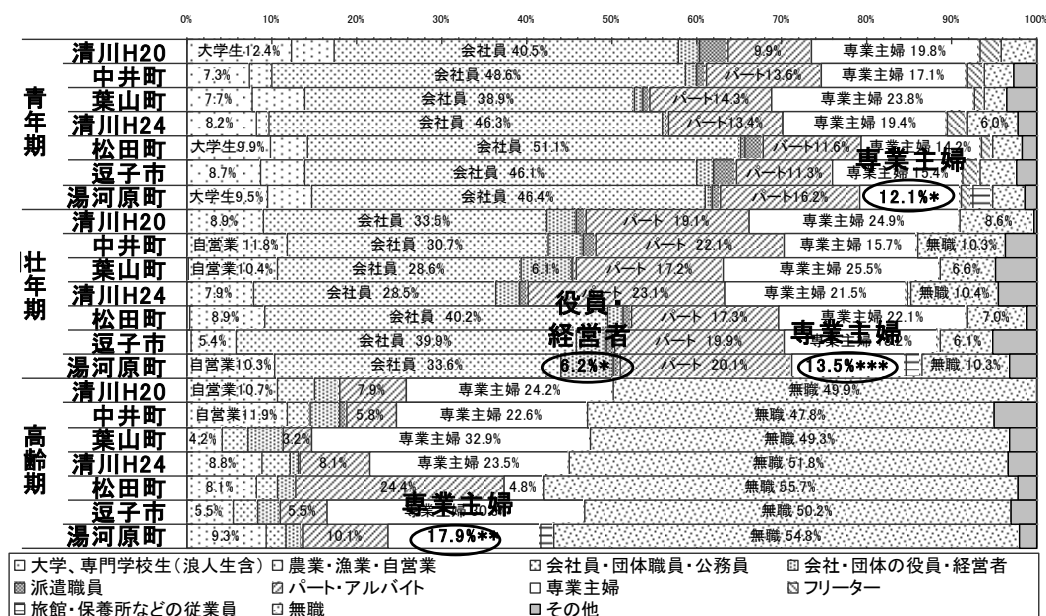 0% 10% 20% 30% 40% 50% 60% 70% 80% 90% 100%
青年期
清川H20 大学生12.4% 会社員 40.5% 9.9% 専業主婦 19.8%
中井町 7.3% 会社員 48.6% パート13.6% 専業主婦 17.1%
葉山町 7.7% 会社員 38.9% パート14.3% 専業主婦 23.8%
清川H24 8.2% 会社員 46.3% パート13.4% 専業主婦 19.4% 6.0%
松田町 大学生9.9% 会社員 51.1% パート11.6% 専業主婦 14.2%
逗子市 8.7% 会社員 46.1% パート11.3% 専業主婦 15.4%
専業主婦
湯河原町 大学生9.5% 会社員 46.4% パート16.2% 12.1%*
壮年期
清川H20 8.9% 会社員 33.5% パート 19.1% 専業主婦 24.9% 8.6%
中井町 自営業11.8% 会社員 30.7% パート 22.1% 専業主婦 15.7% 無職 10.3%
葉山町 自営業10.4% 会社員 28.6% 6.1% パート 17.2% 専業主婦 25.5% 6.6%
清川H24 7.9% 会社員 28.5% パート 23.1% 専業主婦 21.5% 無職 10.4%
松田町 8.9% 会社員 40.2% パート 17.3% 専業主婦 22.1% 7.0%
逗子市 5.4% 会社員 39.9% パート 19.9% 6.1%
役員・経営者
専業主婦
湯河原町 自営業10.3% 会社員 33.6% 6.2%* パート 20.1% 13.5%*** 無職 10.3%
高齢期
清川H20 自営業10.7% 7.9% 専業主婦 24.2% 無職 49.9%
中井町 自営業11.9% 5.8% 専業主婦 22.6% 無職 47.8%
葉山町 4.2% 3.2% 専業主婦 32.9% 無職 49.3%
清川H24 8.8% 8.1% 専業主婦 23.5% 無職 51.8%
松田町 8.1% 24.4% 4.8% 無職 55.7%
逗子市 5.5% 5.5% 無職 50.2%
専業主婦
湯河原町 9.3% 10.1% 17.9%** 無職 54.8%
大学、専門学校生(浪人生含) 農業・漁業・自営業 会社員・団体職員・公務員 会社・団体の役員・経営者
派遣職員 パート・アルバイト 専業主婦 フリーター
旅館・保養所などの従業員 無職 その他